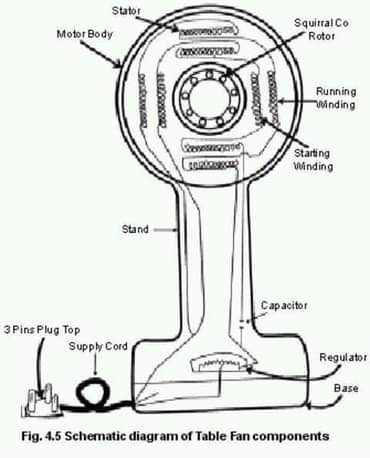 Stator
Squirral Co
Rotor
Motor Body
Running
Winding
Starting
Winding
Stand
Capacitor
3 Pins Plug Top
Supply Cord
Regulator
Base
Fig. 4.5 Schematic diagram of Table Fan components